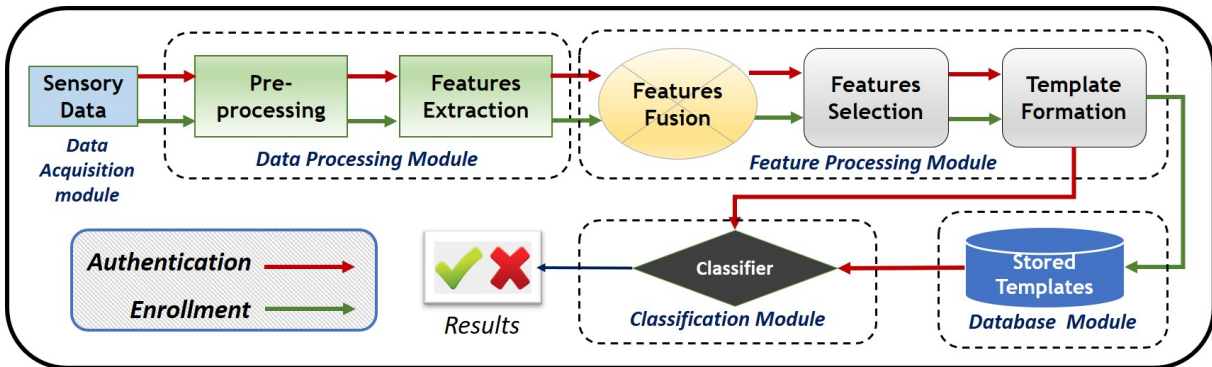 Sensory
Data
Data
Acquisition
module
Pre-
processing
Features
Extraction
Data Processing Module
Features
Fusion
Features
Selection
Template
Formation
Feature Processing Module
Authentication
Enrollment
Results
Classifier
Classification Module
Stored
Templates
Database  Module